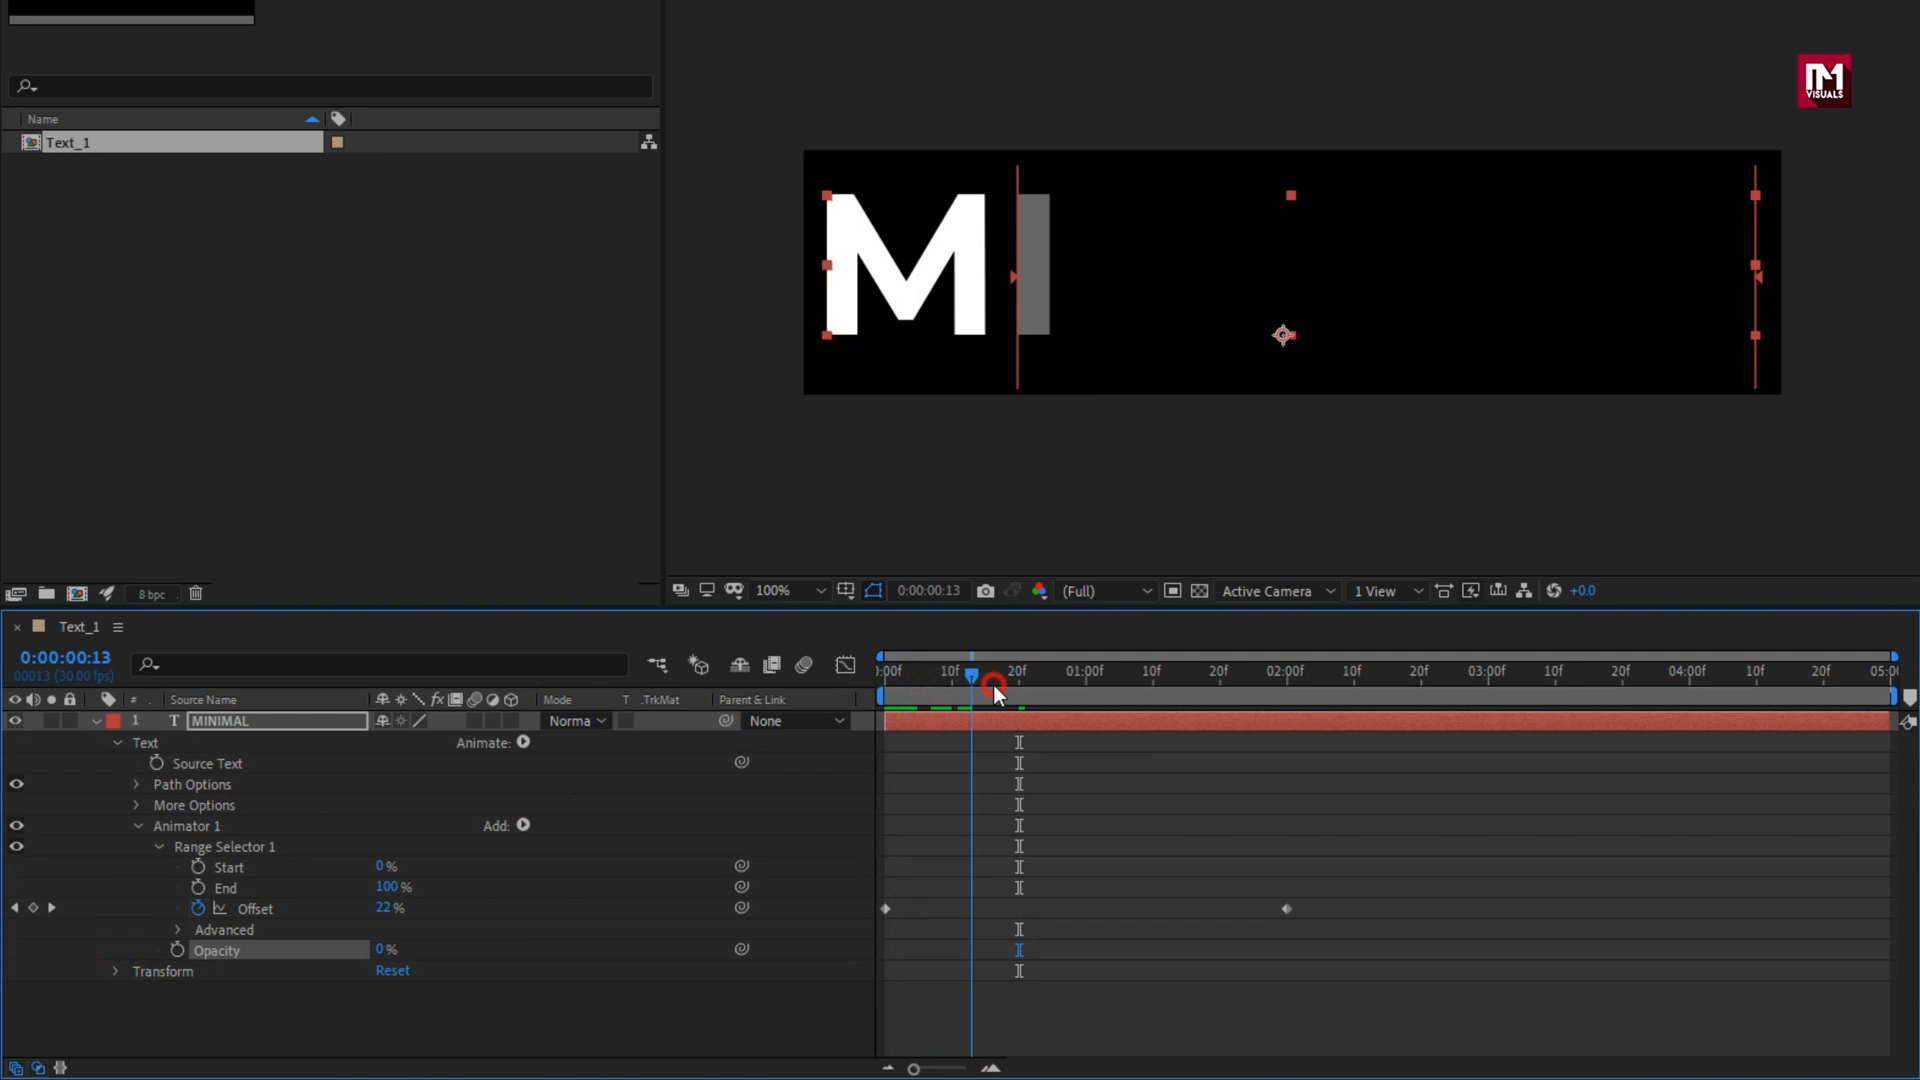 M
VISUALS
Name
Text_1
MI
8 bpc
100%
0:00:00:13
(Full)
Active Camera
1 View
+0.0
Text_1
0:00:00:13
00013 (30.00 fps)
:00f 10f 20f 01:00f 10f 20f 02:00f 10f 20f 03:00f 10f 20f 04:00f 10f 20f 05:00
# Source Name Mode T .TrkMat Parent & Link
1 T MINIMAL Norma None
Text Animate:
Source Text
Path Options
More Options
Animator 1 Add:
Range Selector 1
Start 0 %
End 100 %
Offset 22 %
Advanced
Opacity 0 %
Transform Reset